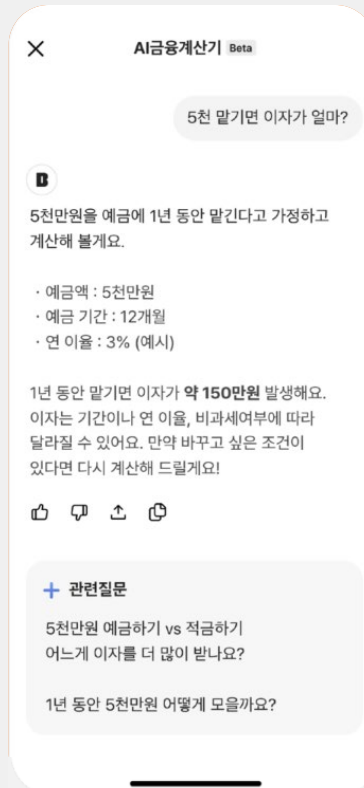 AI금융계산기 Beta
5천 맡기면 이자가 얼마?
B
5천만원을 예금에 1년 동안 맡긴다고 가정하고
계산해 볼게요.
· 예금액 : 5천만원
· 예금 기간 : 12개월
· 연 이율 : 3% (예시)
1년 동안 맡기면 이자가 약 150만원 발생해요.
이자는 기간이나 연 이율, 비과세여부에 따라
달라질 수 있어요. 만약 바꾸고 싶은 조건이
있다면 다시 계산해 드릴게요!
관련질문
5천만원 예금하기 vs 적금하기
어느게 이자를 더 많이 받나요?
1년 동안 5천만원 어떻게 모을까요?